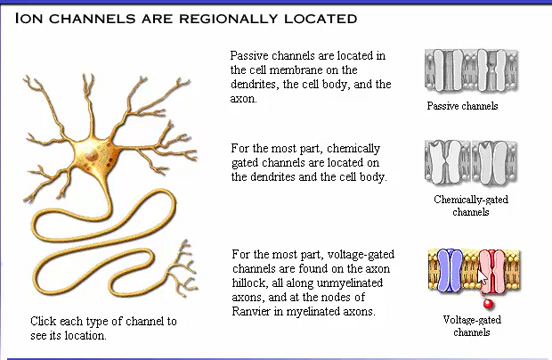 ION CHANNELS ARE REGIONALLY LOCATED
Passive channels are located in
the cell membrane on the
dendrites, the cell body, and the
axon.
Passive channels
For the most part, chemically
gated channels are located on
the dendrites and the cell body.
Chemically-gated
channels
For the most part, voltage-gated
channels are found on the axon
hillock, all along unmyelinated
axons, and at the nodes of
Ranvier in myelinated axons.
Voltage-gated
channels
Click each type of channel to
see its location.